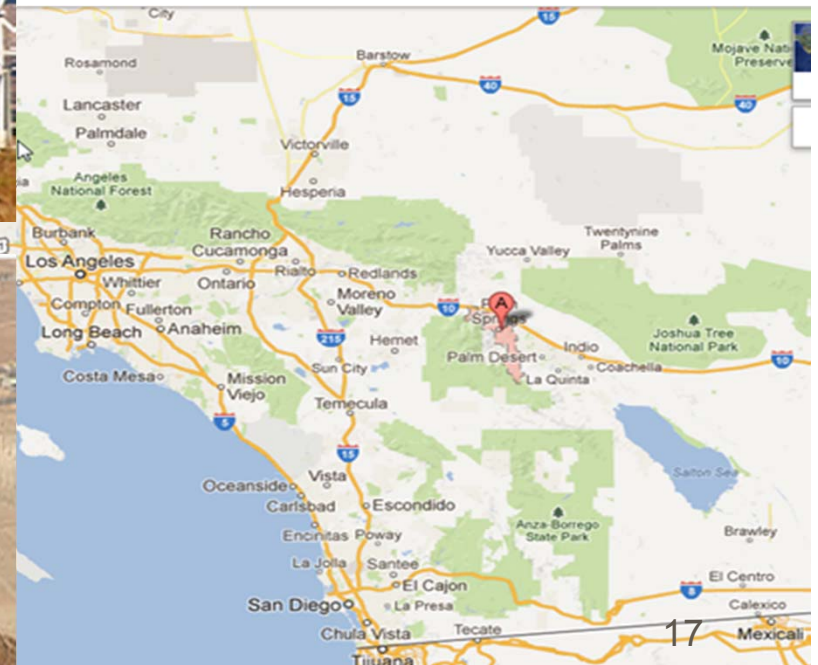 City
15
Mojave Nati
Preserve
Barstow
Rosamond
40
15
40
Lancaster
Palmdale
Victorville
Angeles
National Forest
Hesperia
Burbank
Rancho
Cucamonga
Twentynine
Palms
Yucca Valley
Los Angeles
Whittier
Ontario
Rialto
Redlands
Moreno
Valley
A
Compton
Fullerton
10
Long Beach
Anaheim
215
Hemet
Joshua Tree
National Park
Indio
Palm Desert
10
Costa Mesa
Sun City
Coachella
Mission
Viejo
La Quinta
Temecula
5
15
Vista
Oceanside
Salton Sea
Carlsbad
Escondido
Encinitas
Poway
Anza-Borrego
State Park
Brawley
La Jolla
Santee
El Cajon
El Centro
8
San Diego
La Presa
Calexico
Chula Vista
Tecate
17
Mexicali
Tijuana